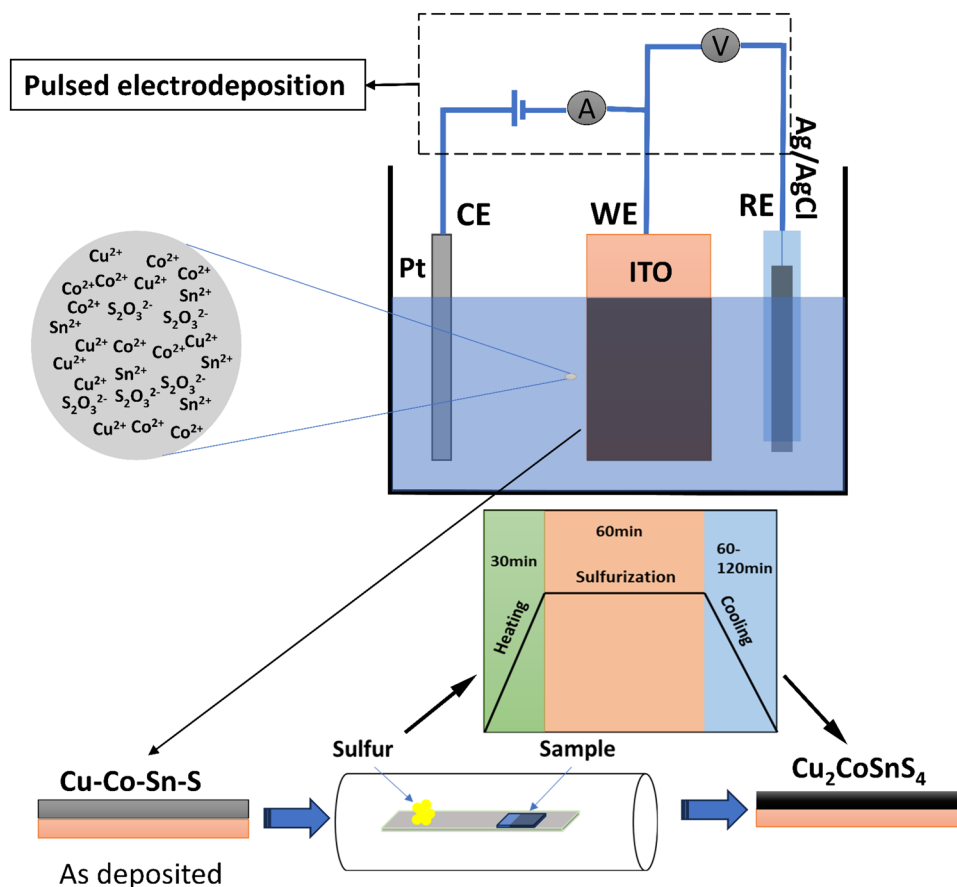 Pulsed electrodeposition
A
V
Ag/AgCl
CE
WE
RE
Pt
ITO
Cu²⁺
Co²⁺
Co²⁺
Co²⁺Co²⁺ Cu²⁺
Sn²⁺
Co²⁺ S₂O₃²⁻
S₂O₃²⁻
Sn²⁺
Cu²⁺ Co²⁺ Co²⁺ Cu²⁺
Cu²⁺ Sn²⁺ Sn²⁺
Cu²⁺ S₂O₃²⁻
S₂O₃²⁻ S₂O₃²⁻ Sn²⁺
Cu²⁺ Co²⁺ Co²⁺
30min
60min
60-
120min
Heating
Sulfurization
Cooling
Sulfur
Sample
Cu-Co-Sn-S
Cu₂CoSnS₄
As deposited